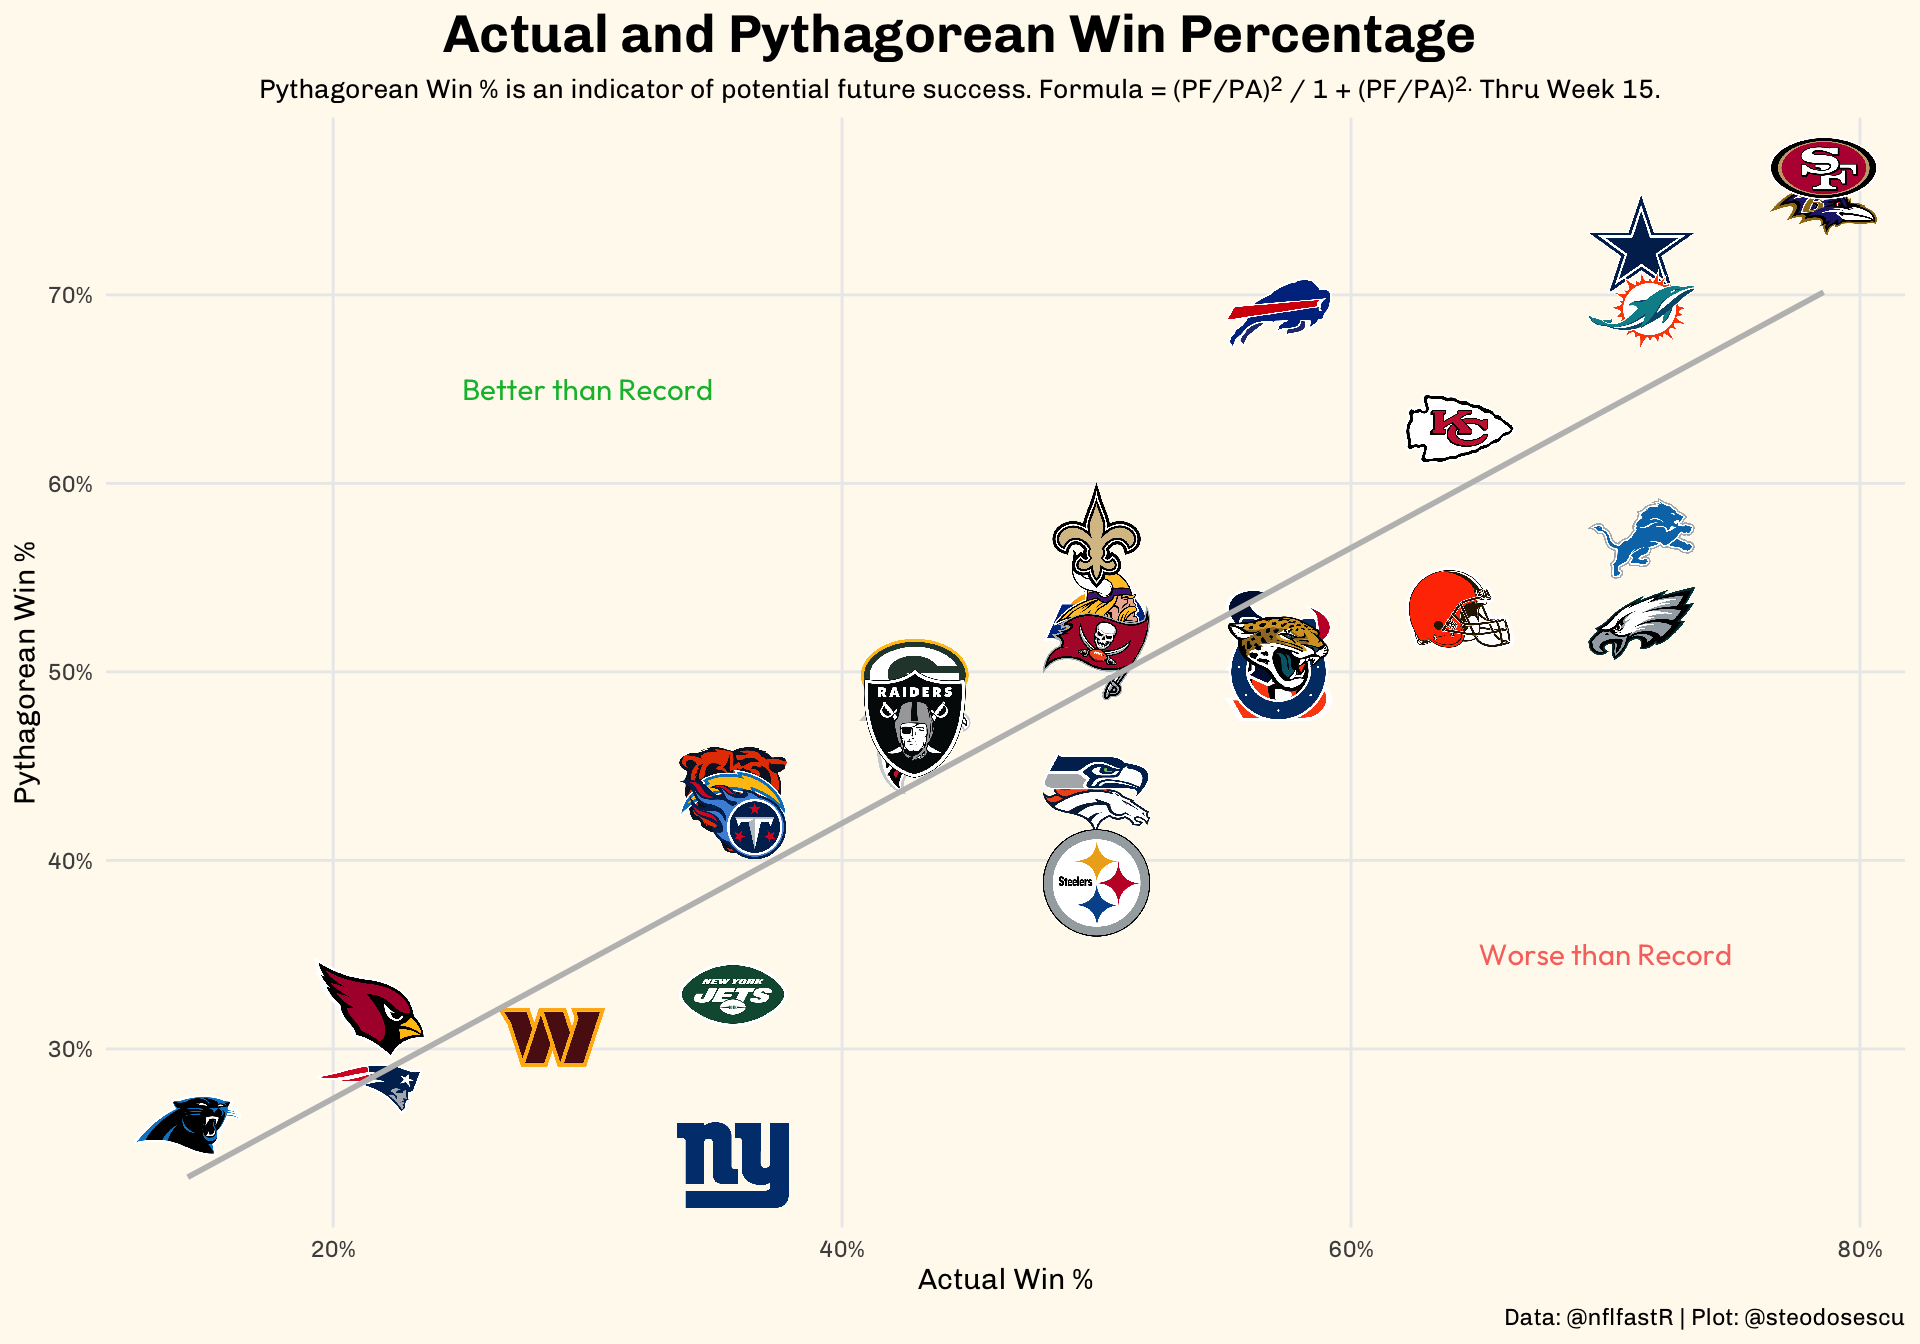 Actual and Pythagorean Win Percentage
Pythagorean Win % is an indicator of potential future success. Formula = (PF/PA)² / 1 + (PF/PA)²· Thru Week 15.
SF
70%
Better than Record
KC
60%
Pythagorean Win %
50%
RAIDERS
T
40%
Steelers
Worse than Record
NEW YORK
JETS
W
30%
ny
20%
40%
60%
80%
Actual Win %
Data: @nflfastR | Plot: @steodosescu